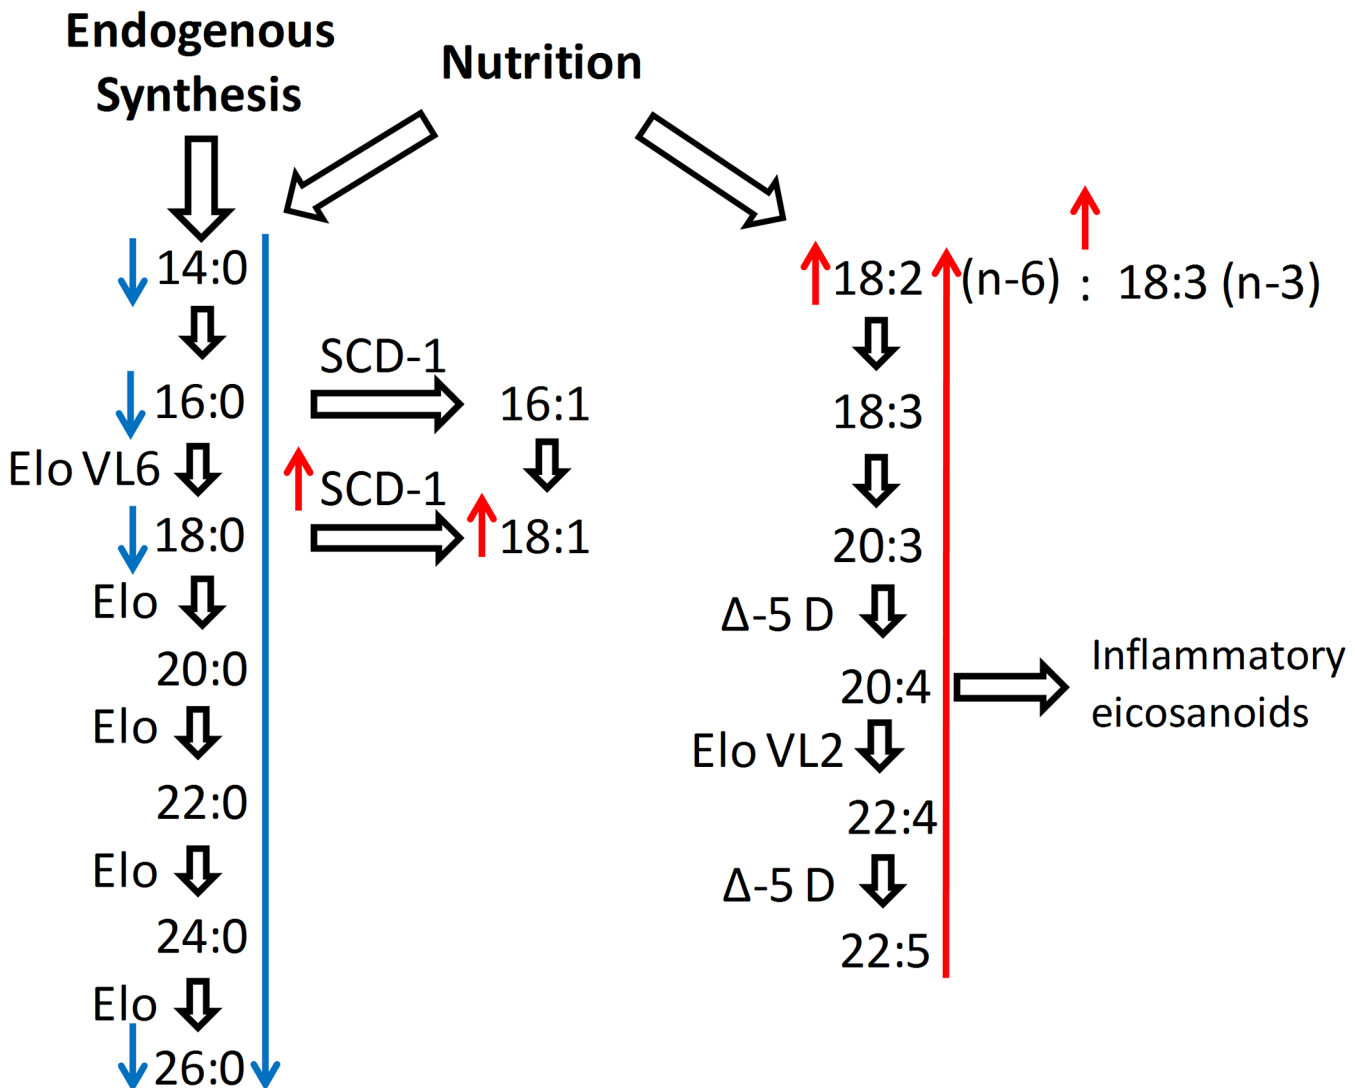 Endogenous
Synthesis
Nutrition
14:0
18:2 (n-6) : 18:3 (n-3)
SCD-1
16:0
16:1
18:3
Elo VL6
SCD-1
18:0
18:1
20:3
Elo
Δ-5 D
20:0
20:4
Inflammatory
eicosanoids
Elo
Elo VL2
22:0
22:4
Elo
Δ-5 D
24:0
22:5
Elo
26:0